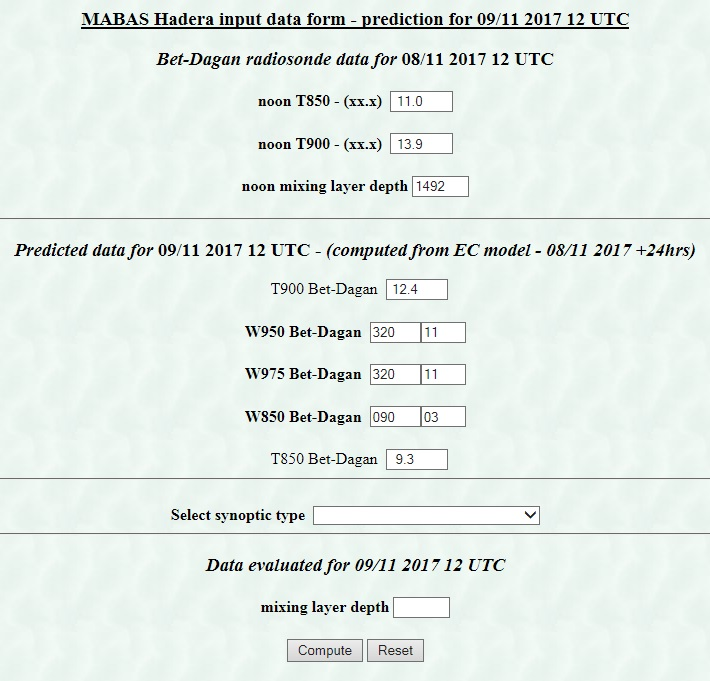 MABAS Hadera input data form - prediction for 09/11 2017 12 UTC
Bet-Dagan radiosonde data for 08/11 2017 12 UTC
noon T850 - (xx.x) 11.0
noon T900 - (xx.x) 13.9
noon mixing layer depth 1492
Predicted data for 09/11 2017 12 UTC - (computed from EC model - 08/11 2017 +24hrs)
T900 Bet-Dagan 12.4
W950 Bet-Dagan 320 11
W975 Bet-Dagan 320 11
W850 Bet-Dagan 090 03
T850 Bet-Dagan 9.3
Select synoptic type
Data evaluated for 09/11 2017 12 UTC
mixing layer depth
Compute Reset